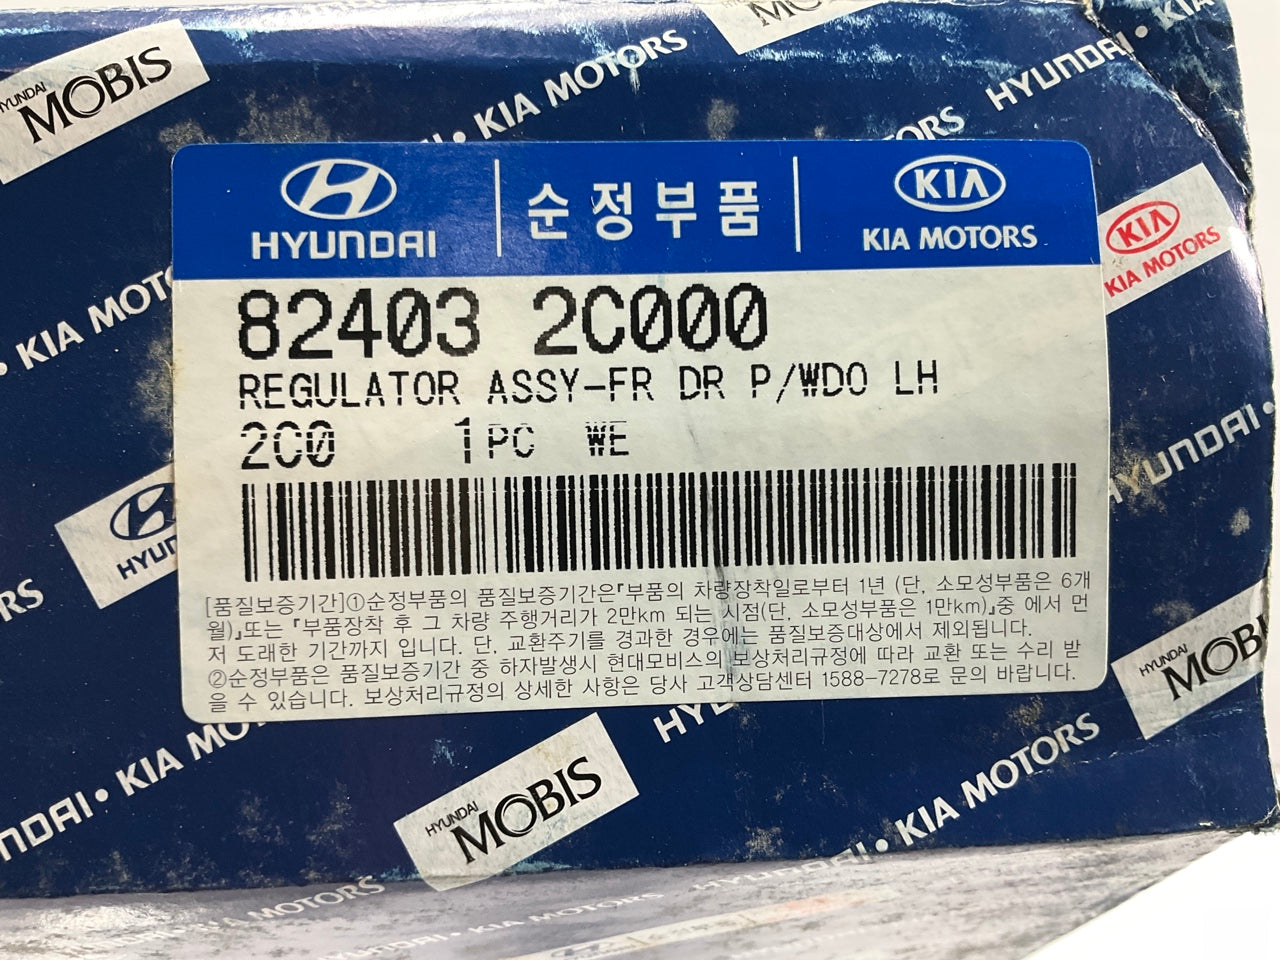 HYUNDAI
MOBIS
KIA MOTORS
HYUNDAI
HYUNDAI 순정부품 KIA
KIA MOTORS
KIA
KIA MOTORS
82403 2C000
REGULATOR ASSY-FR DR P/WDO LH
2C0 1PC WE
[품질보증기간]①순정부품의 품질보증기간은『부품의 차량장착일로부터 1년 (단, 소모성부품은 6개
월)』또는『부품장착 후 그 차량 주행거리가 2만km 되는 시점(단, 소모성부품은 1만km)』중 에서 먼
저 도래한 기간까지 입니다. 단, 교환주기를 경과한 경우에는 품질보증대상에서 제외됩니다.
②순정부품은 품질보증기간 중 하자발생시 현대모비스의 보상처리규정에 따라 교환 또는 수리 받
을 수 있습니다. 보상처리규정의 상세한 사항은 당사 고객상담센터 1588-7278로 문의 바랍니다.
HYUNDAI
HYUNDAI
MOBIS
KIA MOTORS
HYUNDAI
MOBIS
KIA MOTORS